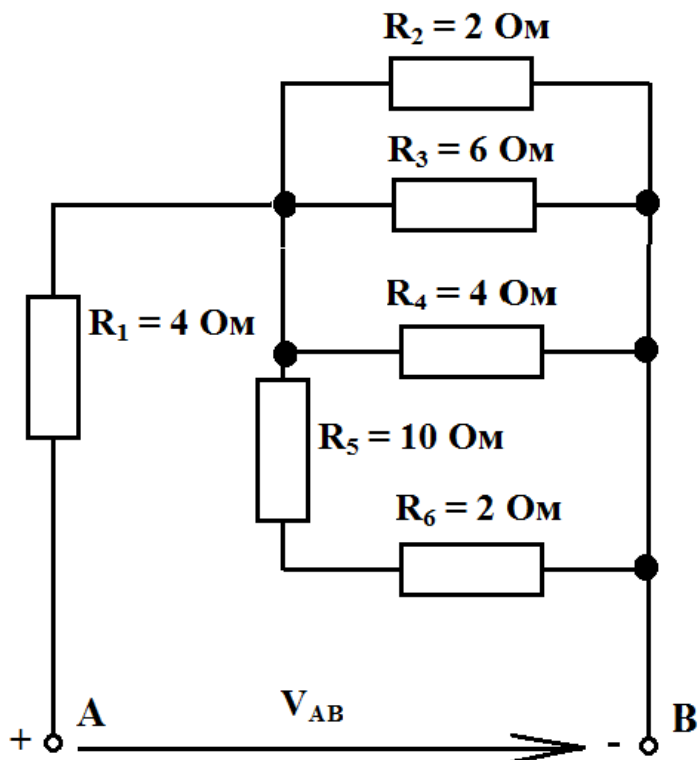 R₂ = 2 Ом
R₃ = 6 Ом
R₄ = 4 Ом
R₁ = 4 Ом
R₅ = 10 Ом
R₆ = 2 Ом
A V_AB B
+ -